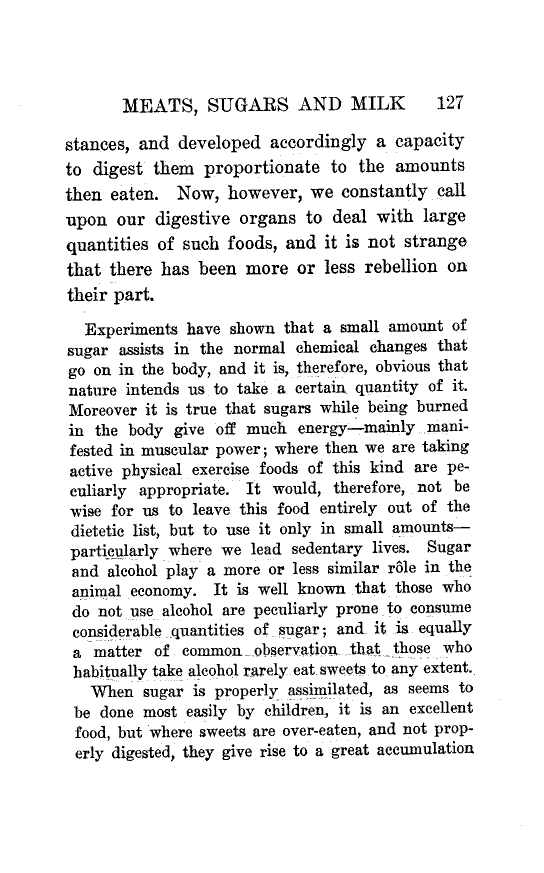 MEATS, SUGARS AND MILK 127
stances, and developed accordingly a capacity
to digest them proportionate to the amounts
then eaten. Now, however, we constantly call
upon our digestive organs to deal with large
quantities of such foods, and it is not strange
that there has been more or less rebellion on
their part.
Experiments have shown that a small amount of
sugar assists in the normal chemical changes that
go on in the body, and it is, therefore, obvious that
nature intends us to take a certain quantity of it.
Moreover it is true that sugars while being burned
in the body give off much energy—mainly mani-
fested in muscular power; where then we are taking
active physical exercise foods of this kind are pe-
culiarly appropriate. It would, therefore, not be
wise for us to leave this food entirely out of the
dietetic list, but to use it only in small amounts—
particularly where we lead sedentary lives. Sugar
and alcohol play a more or less similar rôle in the
animal economy. It is well known that those who
do not use alcohol are peculiarly prone to consume
considerable quantities of sugar; and it is equally
a matter of common observation that those who
habitually take alcohol rarely eat sweets to any extent.
When sugar is properly assimilated, as seems to
be done most easily by children, it is an excellent
food, but where sweets are over-eaten, and not prop-
erly digested, they give rise to a great accumulation